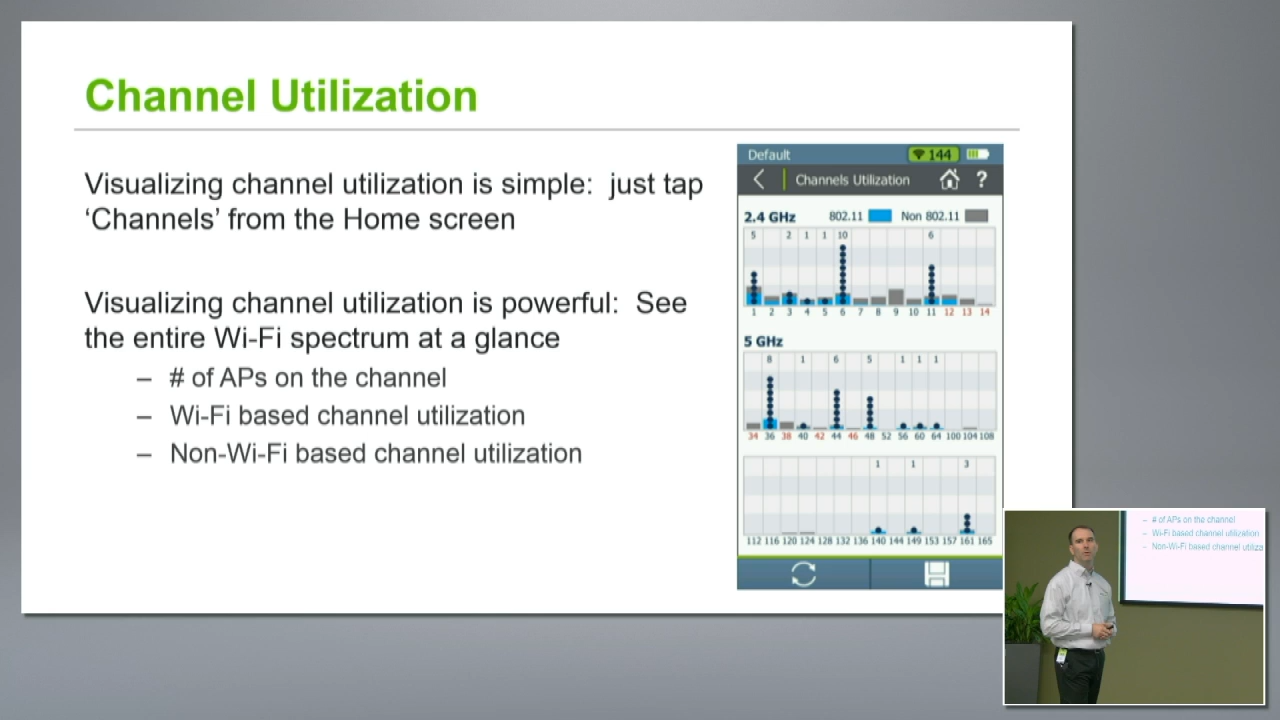 Channel Utilization
Visualizing channel utilization is simple:  just tap
‘Channels’ from the Home screen
Visualizing channel utilization is powerful:  See
the entire Wi-Fi spectrum at a glance
– # of APs on the channel
– Wi-Fi based channel utilization
– Non-Wi-Fi based channel utilization
Default 144
Channels Utilization ?
2.4 GHz 802.11 Non 802.11
5 2 1 1 10 6
1 2 3 4 5 6 7 8 9 10 11 12 13 14
5 GHz
8 1 6 5 1 1 1
34 36 38 40 42 44 46 48 52 56 60 64 100 104 108
1 1 3
112 116 120 124 128 132 136 140 144 149 153 157 161 165
– # of APs on the channel
– Wi-Fi based channel utilization
– Non-Wi-Fi based channel utiliza